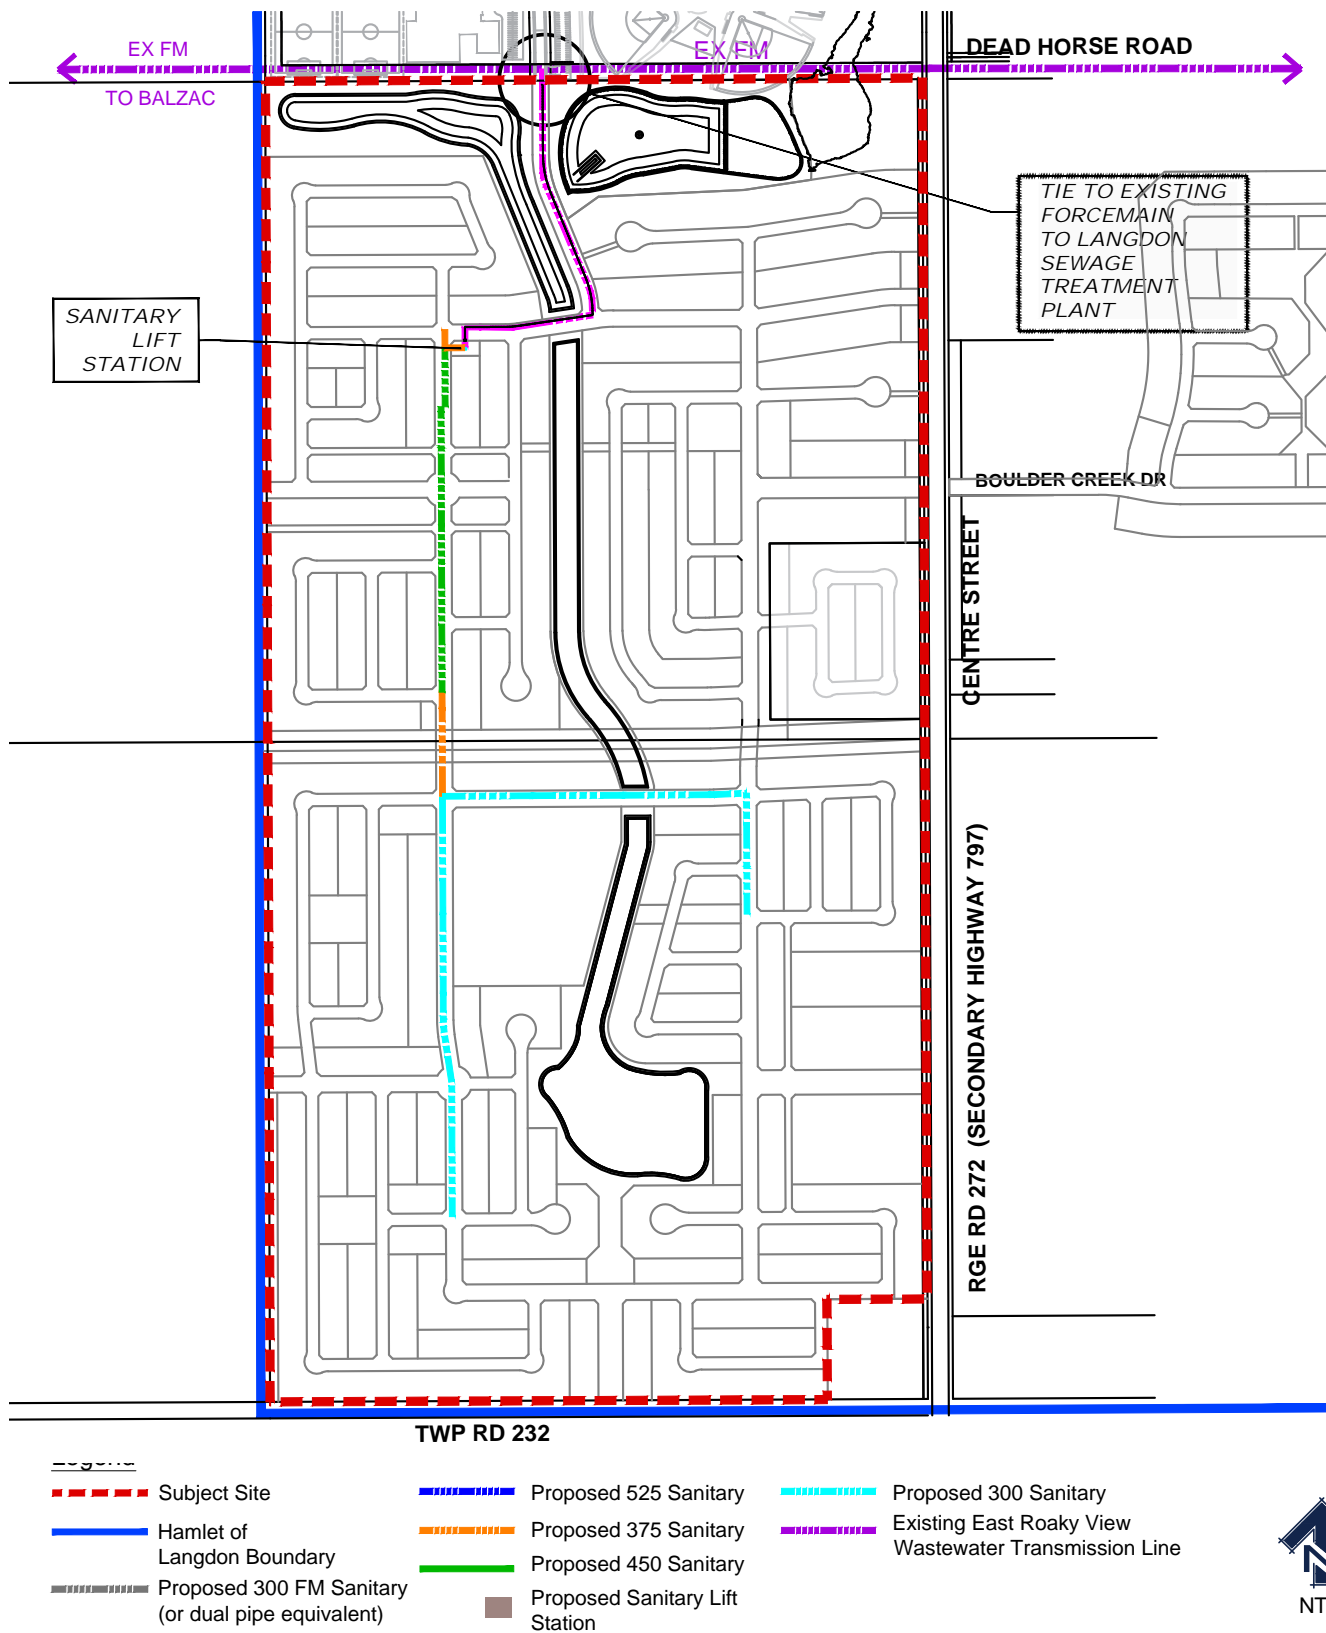 EX FM
EX FM
DEAD HORSE ROAD
TO BALZAC
TIE TO EXISTING
FORCEMAIN
TO LANGDON
SEWAGE
TREATMENT
PLANT
SANITARY
LIFT
STATION
BOULDER CREEK DR
CENTRE STREET
RGE RD 272 (SECONDARY HIGHWAY 797)
TWP RD 232
Legend
Subject Site
Hamlet of
Langdon Boundary
Proposed 300 FM Sanitary
(or dual pipe equivalent)
Proposed 525 Sanitary
Proposed 375 Sanitary
Proposed 450 Sanitary
Proposed Sanitary Lift
Station
Proposed 300 Sanitary
Existing East Roaky View
Wastewater Transmission Line
NT